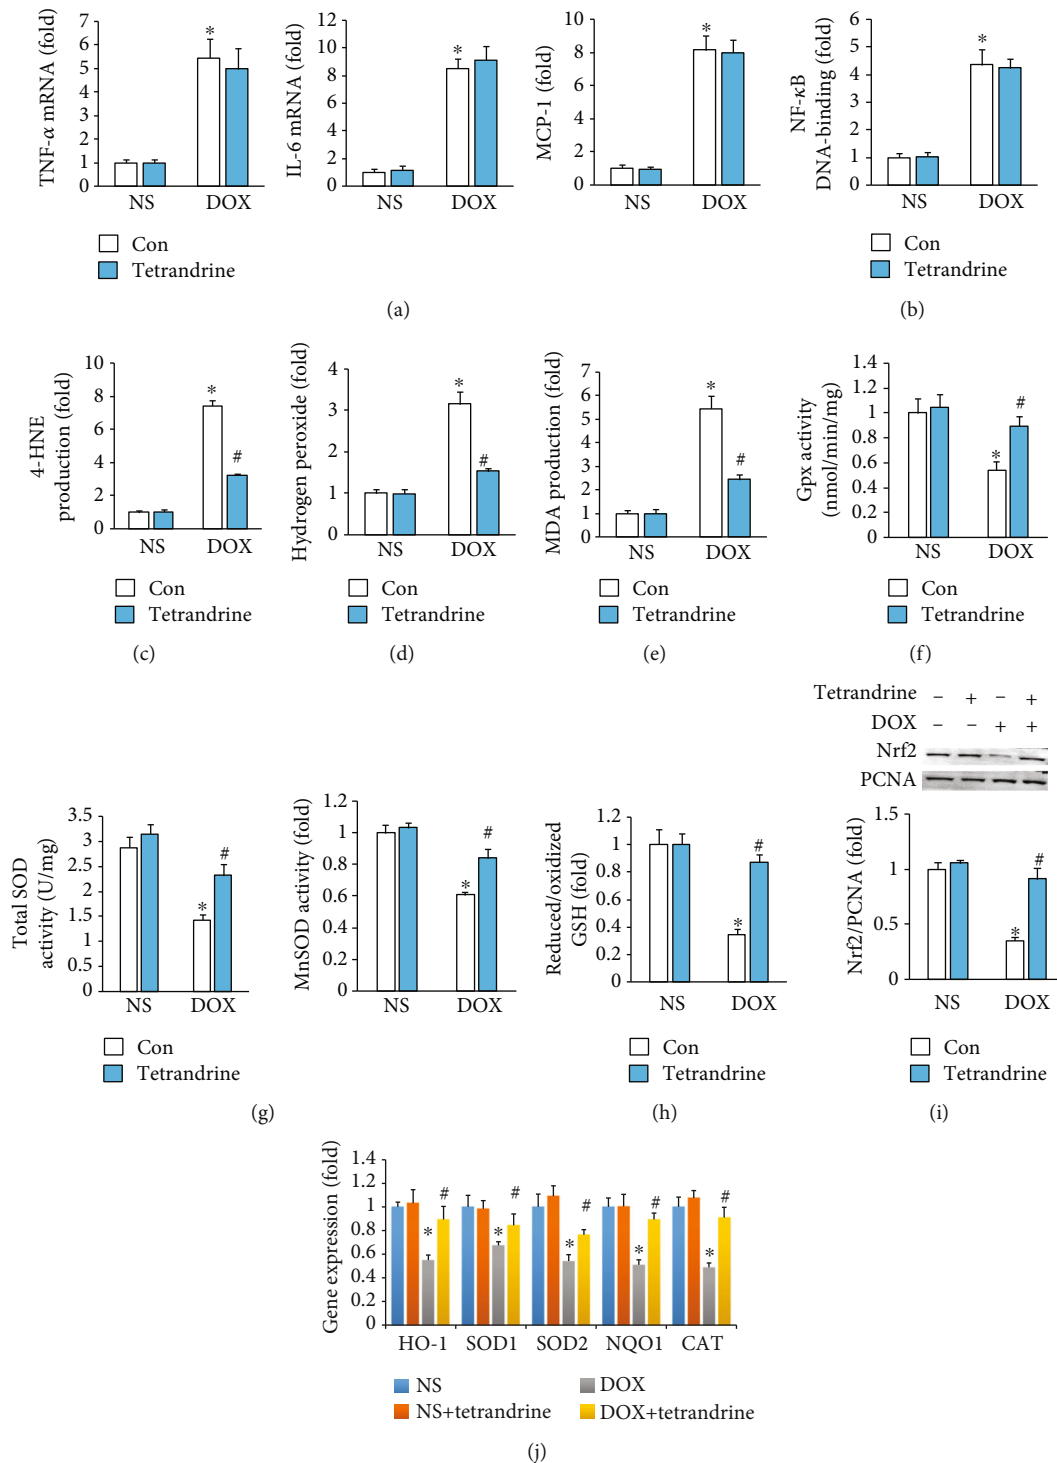 TNF-α mRNA (fold)
7
6
5
4
3
2
1
0
*
NS DOX
IL-6 mRNA (fold)
12
10
8
6
4
2
0
*
NS DOX
MCP-1 (fold)
10
8
6
4
2
0
*
NS DOX
NF-κB
DNA-binding (fold)
6
5
4
3
2
1
0
*
NS DOX
Con
Tetrandrine
Con
Tetrandrine
(a)
(b)
4-HNE
production (fold)
10
8
6
4
2
0
*
#
NS DOX
Con
Tetrandrine
(c)
Hydrogen peroxide (fold)
4
3
2
1
0
*
#
NS DOX
Con
Tetrandrine
(d)
MDA production (fold)
7
6
5
4
3
2
1
0
*
#
NS DOX
Con
Tetrandrine
(e)
Gpx activity
(nmol/min/mg)
1.4
1.2
1
0.8
0.6
0.4
0.2
0
*
#
NS DOX
Con
Tetrandrine
(f)
Total SOD
activity (U/mg)
3.5
3
2.5
2
1.5
1
0.5
0
*
#
NS DOX
Con
Tetrandrine
MnSOD activity (fold)
1.2
1
0.8
0.6
0.4
0.2
0
*
#
NS DOX
(g)
Reduced/oxidized
GSH (fold)
1.2
1
0.8
0.6
0.4
0.2
0
*
#
NS DOX
Con
Tetrandrine
(h)
Tetrandrine − + − +
DOX − − + +
Nrf2
PCNA
Nrf2/PCNA (fold)
1.5
1
0.5
0
*
#
NS DOX
Con
Tetrandrine
(i)
Gene expression (fold)
1.4
1.2
1
0.8
0.6
0.4
0.2
0
* # * # * # * # * #
HO-1 SOD1 SOD2 NQO1 CAT
NS DOX
NS+tetrandrine DOX+tetrandrine
(j)